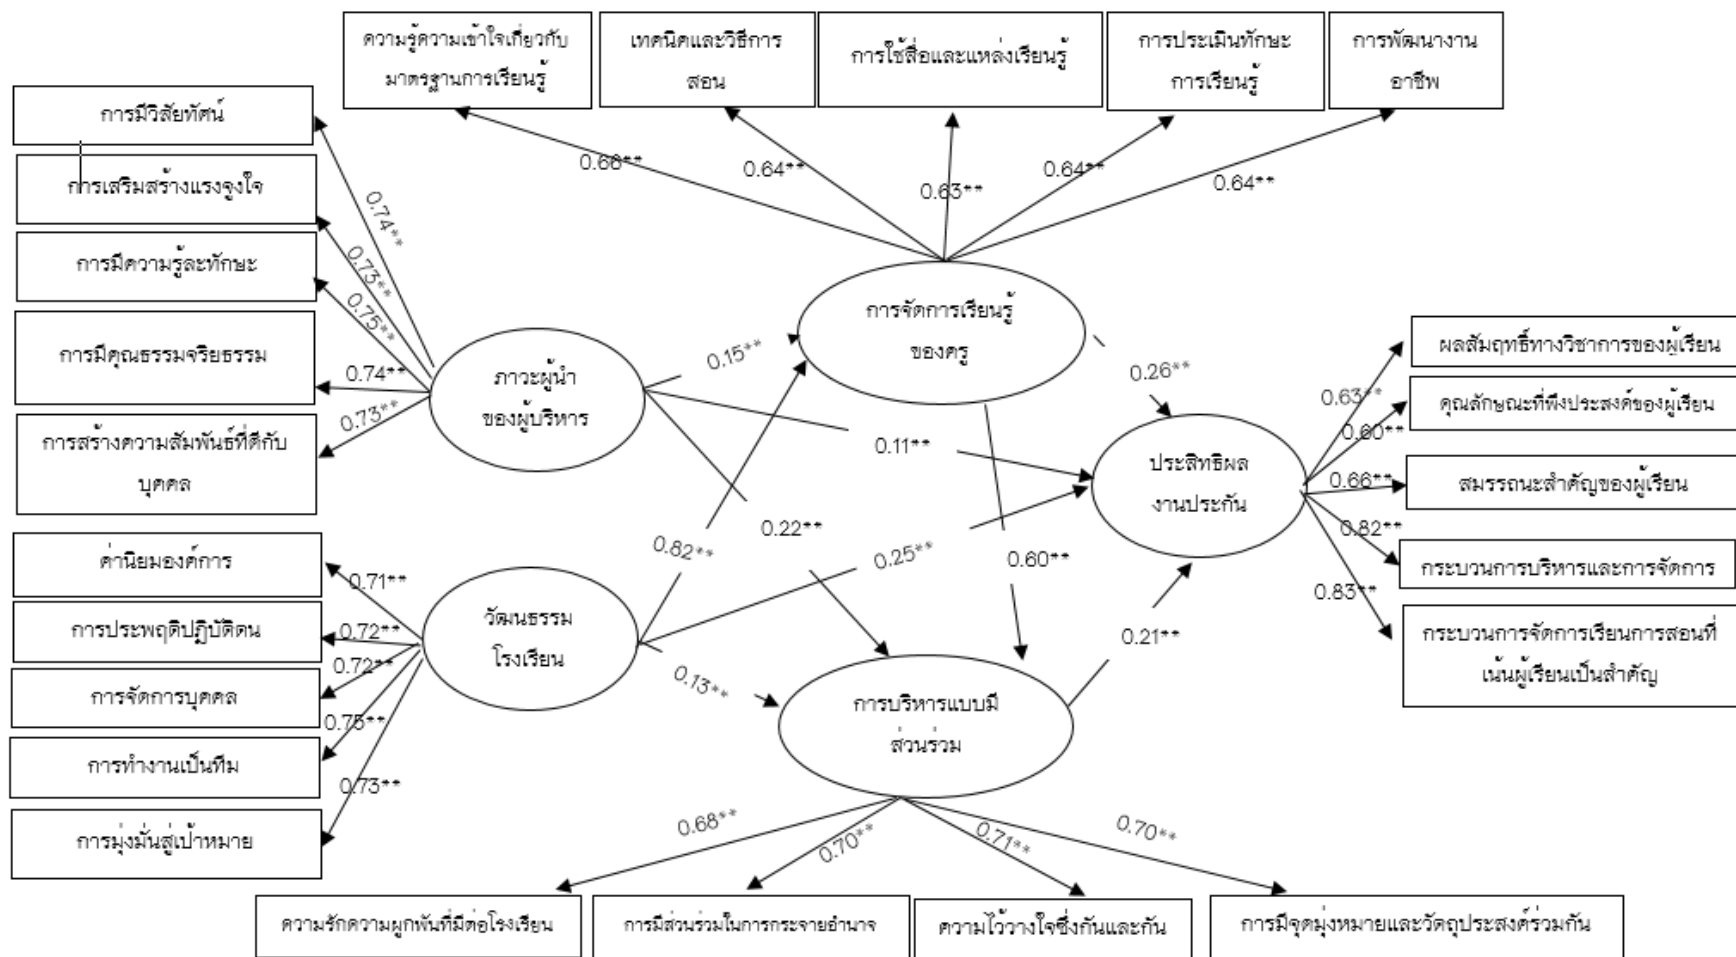 ความรู้ความเข้าใจเกี่ยวกับ
มาตรฐานการเรียนรู้
เทคนิคและวิธีการ
สอน
การใช้สื่อและแหล่งเรียนรู้
การประเมินทักษะ
การเรียนรู้
การพัฒนางาน
อาชีพ
0.66**
0.64**
0.63**
0.64**
0.64**
การมีวิสัยทัศน์
การเสริมสร้างแรงจูงใจ
การมีความรู้ละทักษะ
การมีคุณธรรมจริยธรรม
การสร้างความสัมพันธ์ที่ดีกับ
บุคคล
0.74**
0.73**
0.75**
0.74**
0.73**
ภาวะผู้นำ
ของผู้บริหาร
0.15**
การจัดการเรียนรู้
ของครู
0.26**
0.11**
0.22**
0.82**
0.25**
0.60**
0.13**
0.21**
ประสิทธิผล
งานประกัน
0.63**
0.60**
0.66**
0.82**
0.83**
ผลสัมฤทธิ์ทางวิชาการของผู้เรียน
คุณลักษณะที่พึงประสงค์ของผู้เรียน
สมรรถนะสำคัญของผู้เรียน
กระบวนการบริหารและการจัดการ
กระบวนการจัดการเรียนการสอนที่
เน้นผู้เรียนเป็นสำคัญ
ค่านิยมองค์การ
การประพฤติปฏิบัติตน
การจัดการบุคคล
การทำงานเป็นทีม
การมุ่งมั่นสู่เป้าหมาย
0.71**
0.72**
0.72**
0.75**
0.73**
วัฒนธรรม
โรงเรียน
การบริหารแบบมี
ส่วนร่วม
0.68**
0.70**
0.71**
0.70**
ความรักความผูกพันที่มีต่อโรงเรียน
การมีส่วนร่วมในการกระจายอำนาจ
ความไว้วางใจซึ่งกันและกัน
การมีจุดมุ่งหมายและวัตถุประสงค์ร่วมกัน